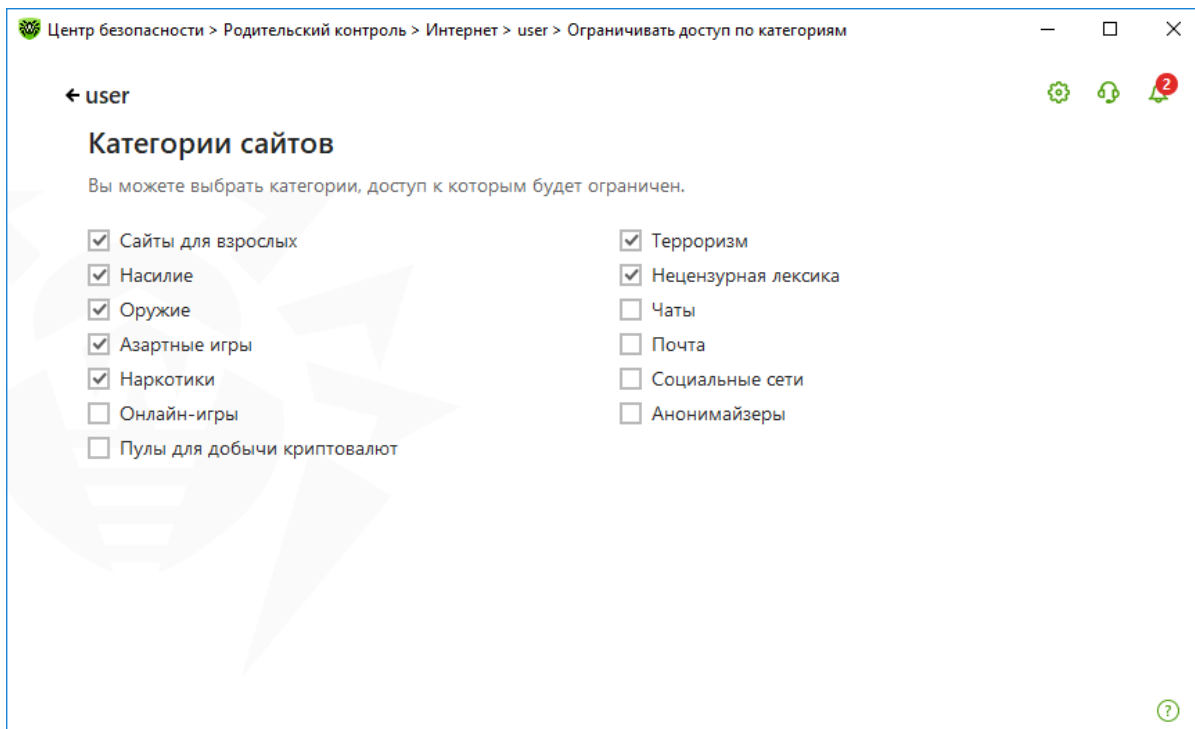 Центр безопасности > Родительский контроль > Интернет > user > Ограничивать доступ по категориям
user
2
Категории сайтов
Вы можете выбрать категории, доступ к которым будет ограничен.
Сайты для взрослых
Насилие
Оружие
Азартные игры
Наркотики
Онлайн-игры
Пулы для добычи криптовалют
Терроризм
Нецензурная лексика
Чаты
Почта
Социальные сети
Анонимайзеры
?